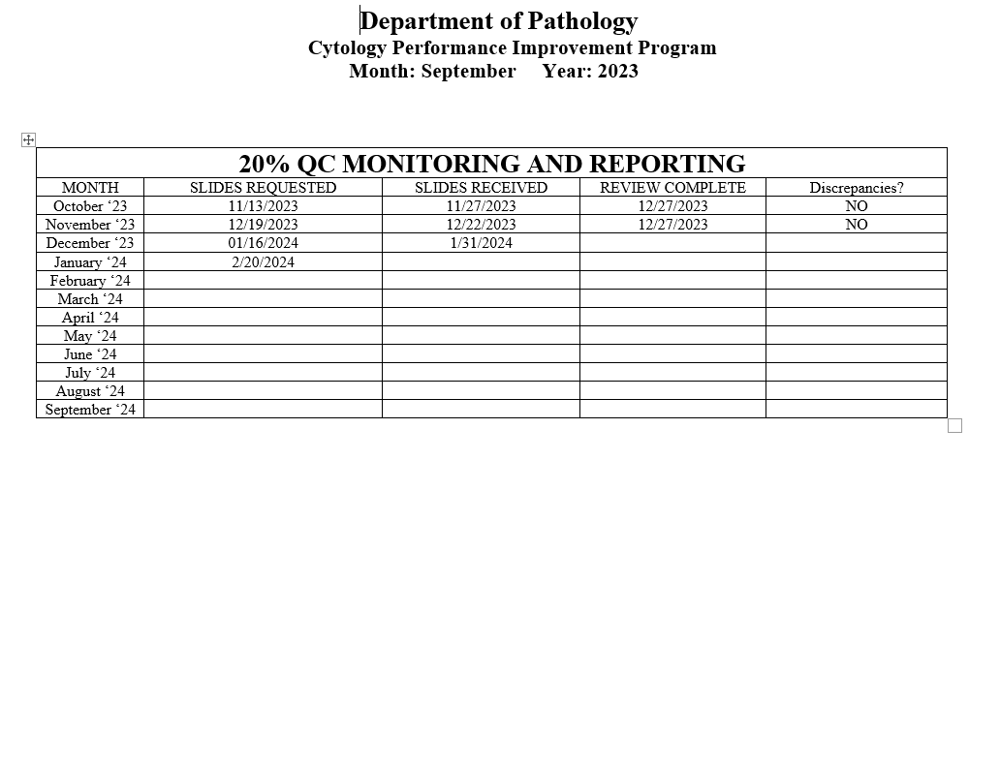 Department of Pathology
Cytology Performance Improvement Program
Month: September Year: 2023
20% QC MONITORING AND REPORTING
MONTH SLIDES REQUESTED SLIDES RECEIVED REVIEW COMPLETE Discrepancies?
October ‘23 11/13/2023 11/27/2023 12/27/2023 NO
November ‘23 12/19/2023 12/22/2023 12/27/2023 NO
December ‘23 01/16/2024 1/31/2024
January ‘24 2/20/2024
February ‘24
March ‘24
April ‘24
May ‘24
June ‘24
July ‘24
August ‘24
September ‘24